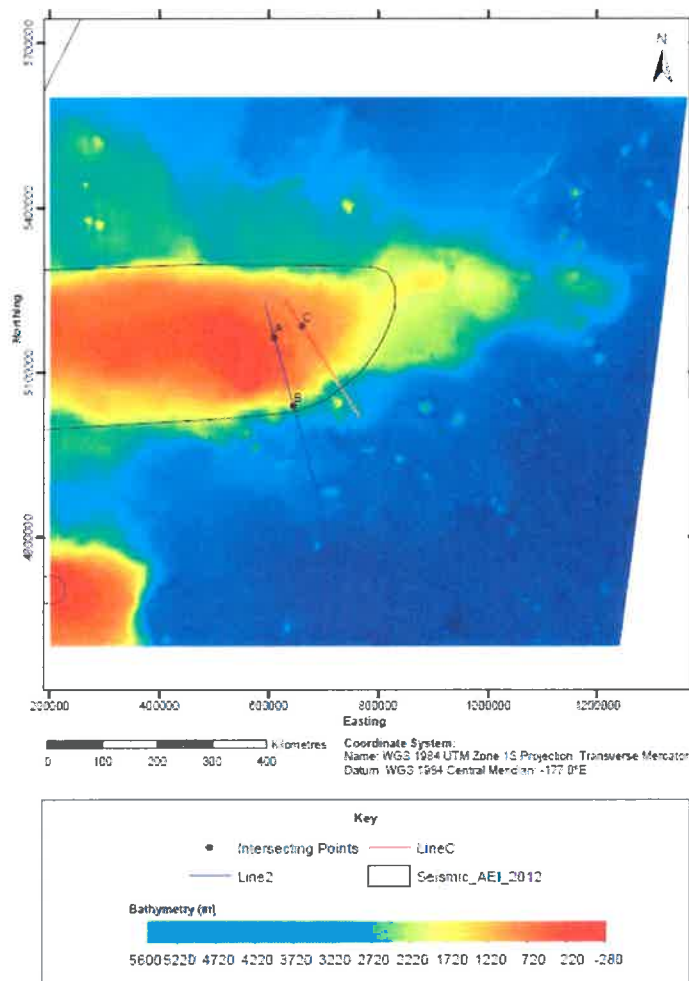 N
5700000
5400000
Northing
5100000
4800000
A
C
B
200000 400000 600000 800000 1000000 1200000
Easting
Kilometres
0 100 200 300 400
Coordinate System:
Name: WGS 1984 UTM Zone 1S Projection: Transverse Mercator
Datum: WGS 1984 Central Meridian: -177.0°E
Key
Intersecting Points LineC
Line2 Seismic_AEI_2012
Bathymetry (m)
5600 5220 4720 4220 3720 3220 2720 2220 1720 1220 720 220 -280